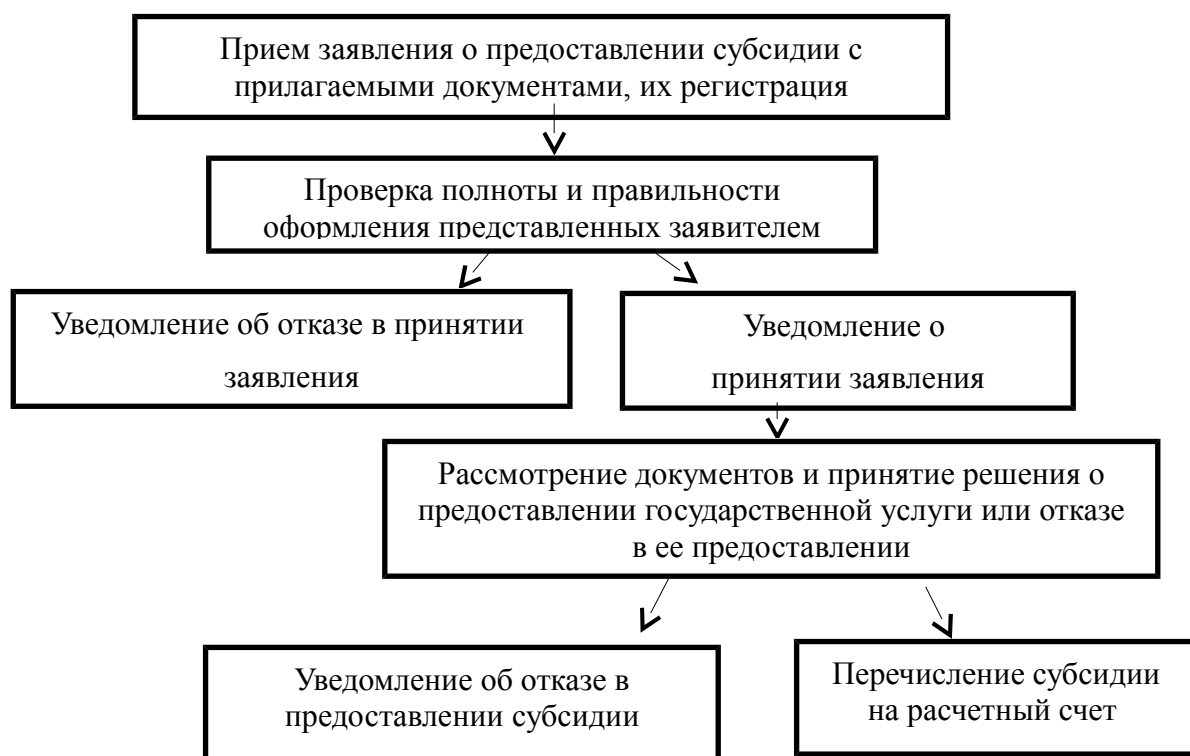 Прием заявления о предоставлении субсидии с
прилагаемыми документами, их регистрация
Проверка полноты и правильности
оформления представленных заявителем
Уведомление об отказе в принятии
заявления
Уведомление о
принятии заявления
Рассмотрение документов и принятие решения о
предоставлении государственной услуги или отказе
в ее предоставлении
Уведомление об отказе в
предоставлении субсидии
Перечисление субсидии
на расчетный счет